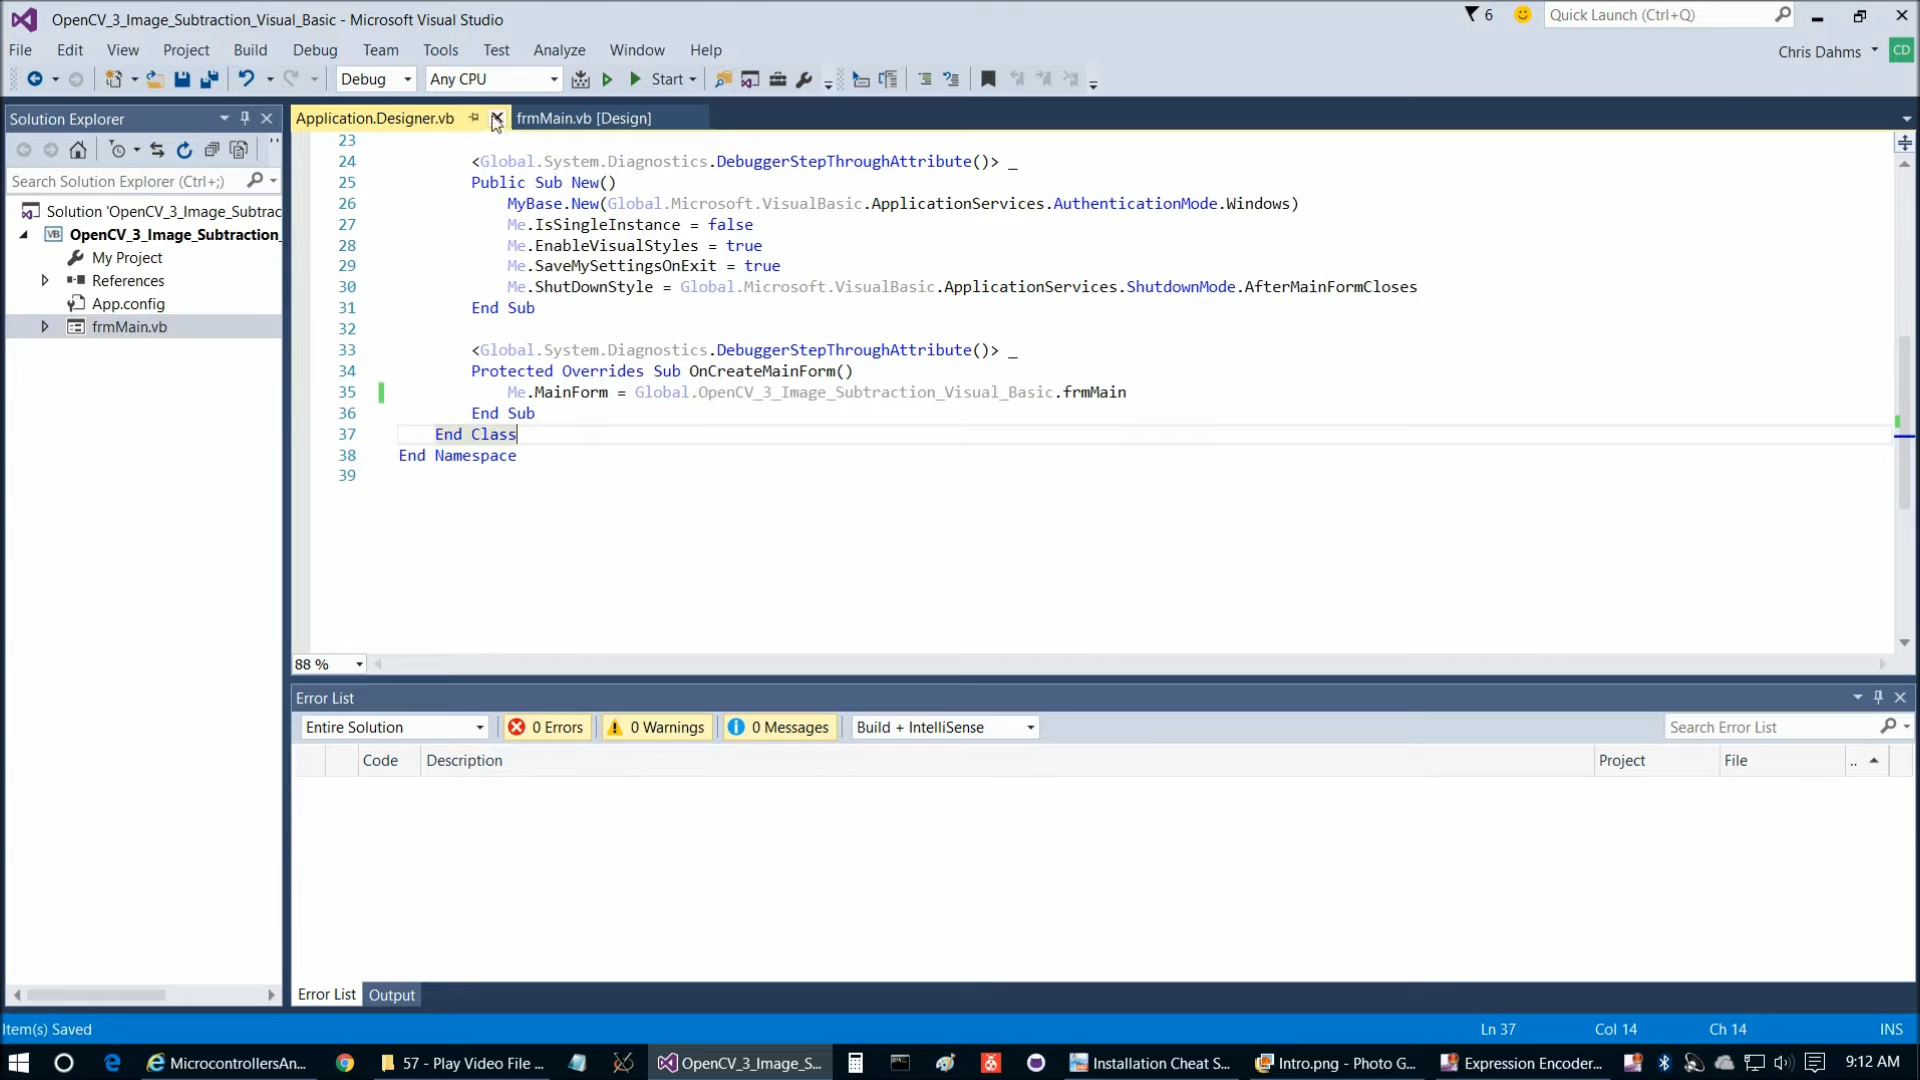 OpenCV_3_Image_Subtraction_Visual_Basic - Microsoft Visual Studio
6
Quick Launch (Ctrl+Q)
File Edit View Project Build Debug Team Tools Test Analyze Window Help
Chris Dahms CD
Debug Any CPU Start
Solution Explorer
Application.Designer.vb frmMain.vb [Design]
Search Solution Explorer (Ctrl+;)
Solution 'OpenCV_3_Image_Subtrac
VB OpenCV_3_Image_Subtraction_
My Project
References
App.config
frmMain.vb
23
24 <Global.System.Diagnostics.DebuggerStepThroughAttribute()> _
25 Public Sub New()
26 MyBase.New(Global.Microsoft.VisualBasic.ApplicationServices.AuthenticationMode.Windows)
27 Me.IsSingleInstance = false
28 Me.EnableVisualStyles = true
29 Me.SaveMySettingsOnExit = true
30 Me.ShutDownStyle = Global.Microsoft.VisualBasic.ApplicationServices.ShutdownMode.AfterMainFormCloses
31 End Sub
32
33 <Global.System.Diagnostics.DebuggerStepThroughAttribute()> _
34 Protected Overrides Sub OnCreateMainForm()
35 Me.MainForm = Global.OpenCV_3_Image_Subtraction_Visual_Basic.frmMain
36 End Sub
37 End Class
38 End Namespace
39
88 %
Error List
Entire Solution 0 Errors 0 Warnings 0 Messages Build + IntelliSense Search Error List
Code Description Project File ..
Error List Output
Item(s) Saved Ln 37 Col 14 Ch 14 INS
MicrocontrollersAn... 57 - Play Video File ... OpenCV_3_Image_S... Installation Cheat S... Intro.png - Photo G... Expression Encoder... 9:12 AM